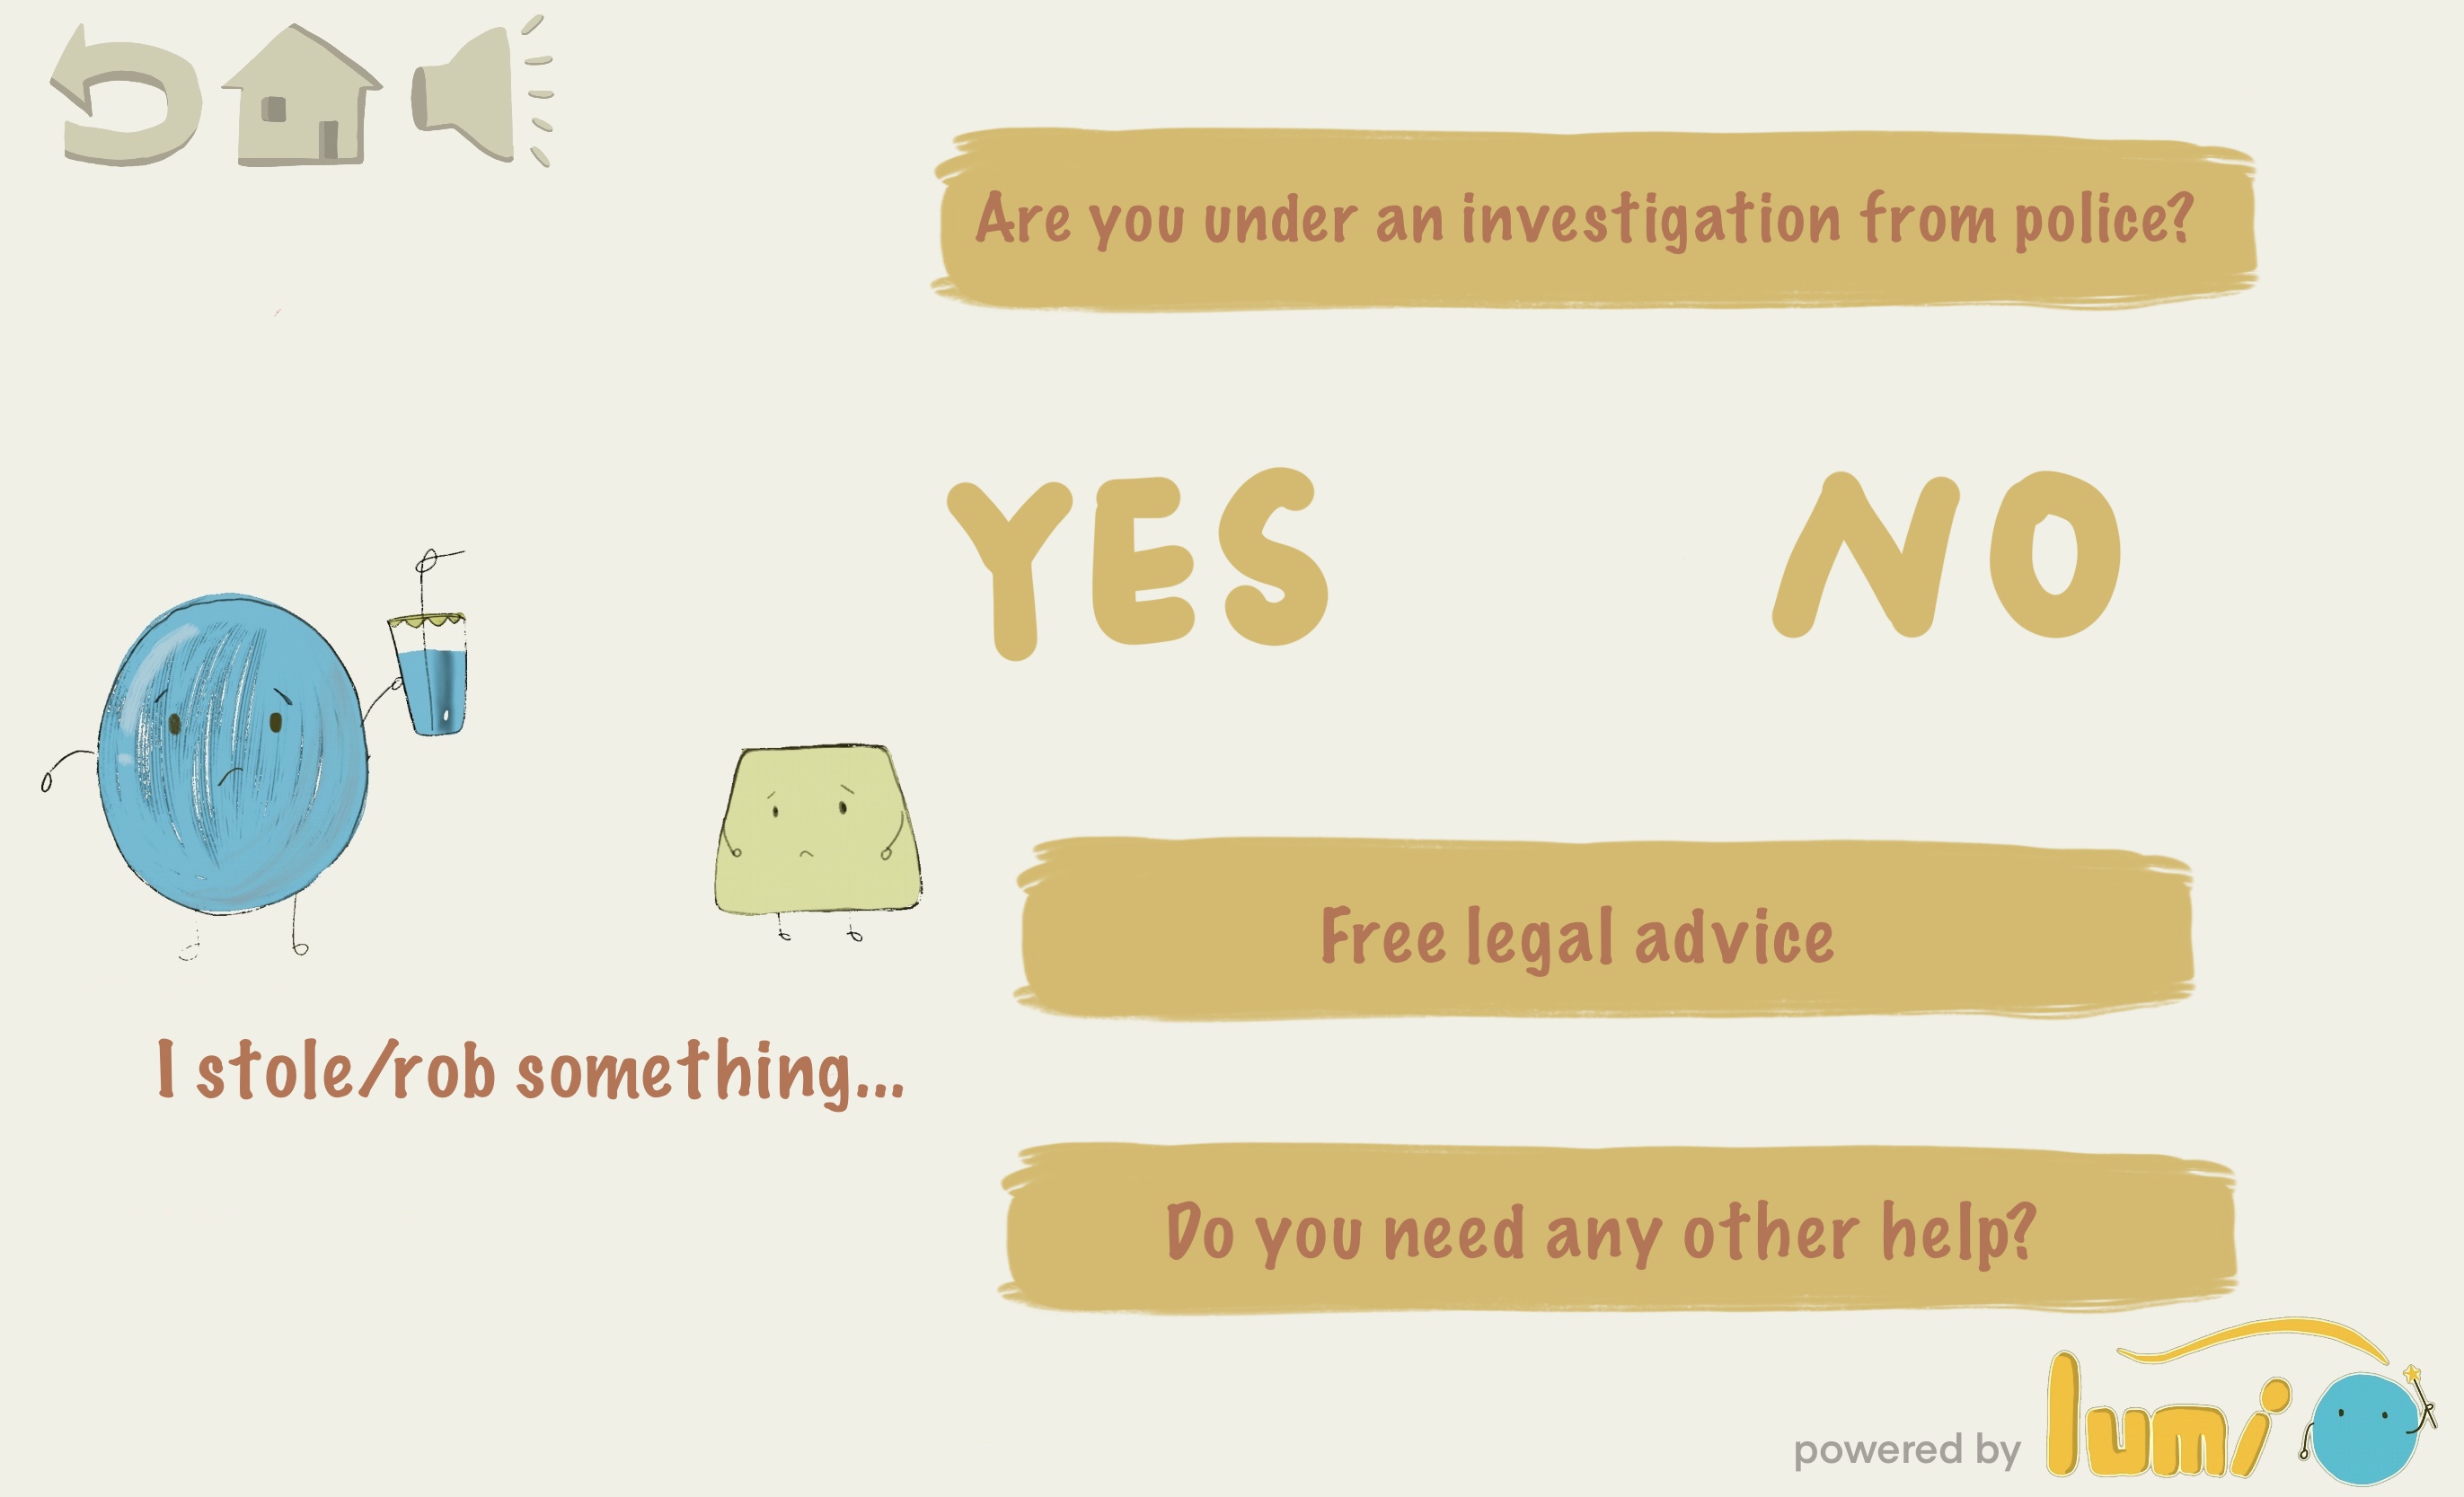 Are you under an investigation from police?
YES
NO
Free legal advice
I stole/rob something...
Do you need any other help?
powered by lumi